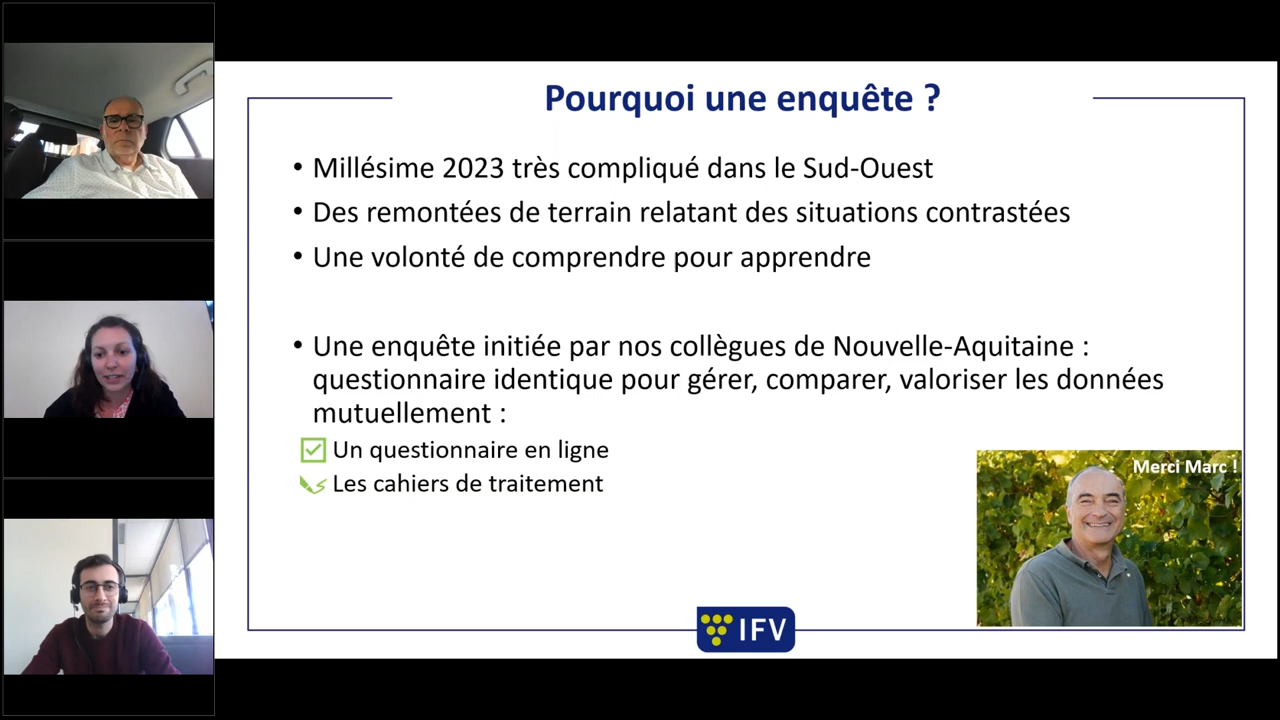 Pourquoi une enquête ?
• Millésime 2023 très compliqué dans le Sud-Ouest
• Des remontées de terrain relatant des situations contrastées
• Une volonté de comprendre pour apprendre
• Une enquête initiée par nos collègues de Nouvelle-Aquitaine :
questionnaire identique pour gérer, comparer, valoriser les données
mutuellement :
Un questionnaire en ligne
Les cahiers de traitement
Merci Marc !
IFV